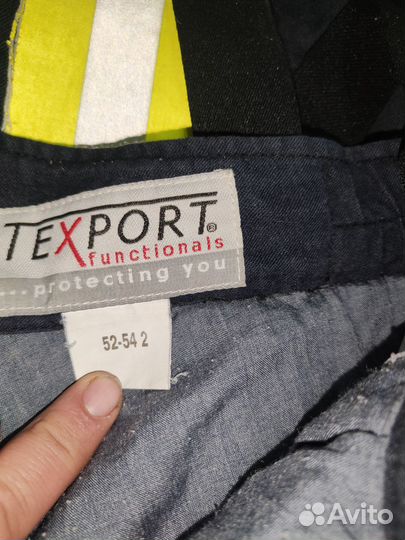 TEXPORT®
functionals
... protecting you
52-54 2
Avito